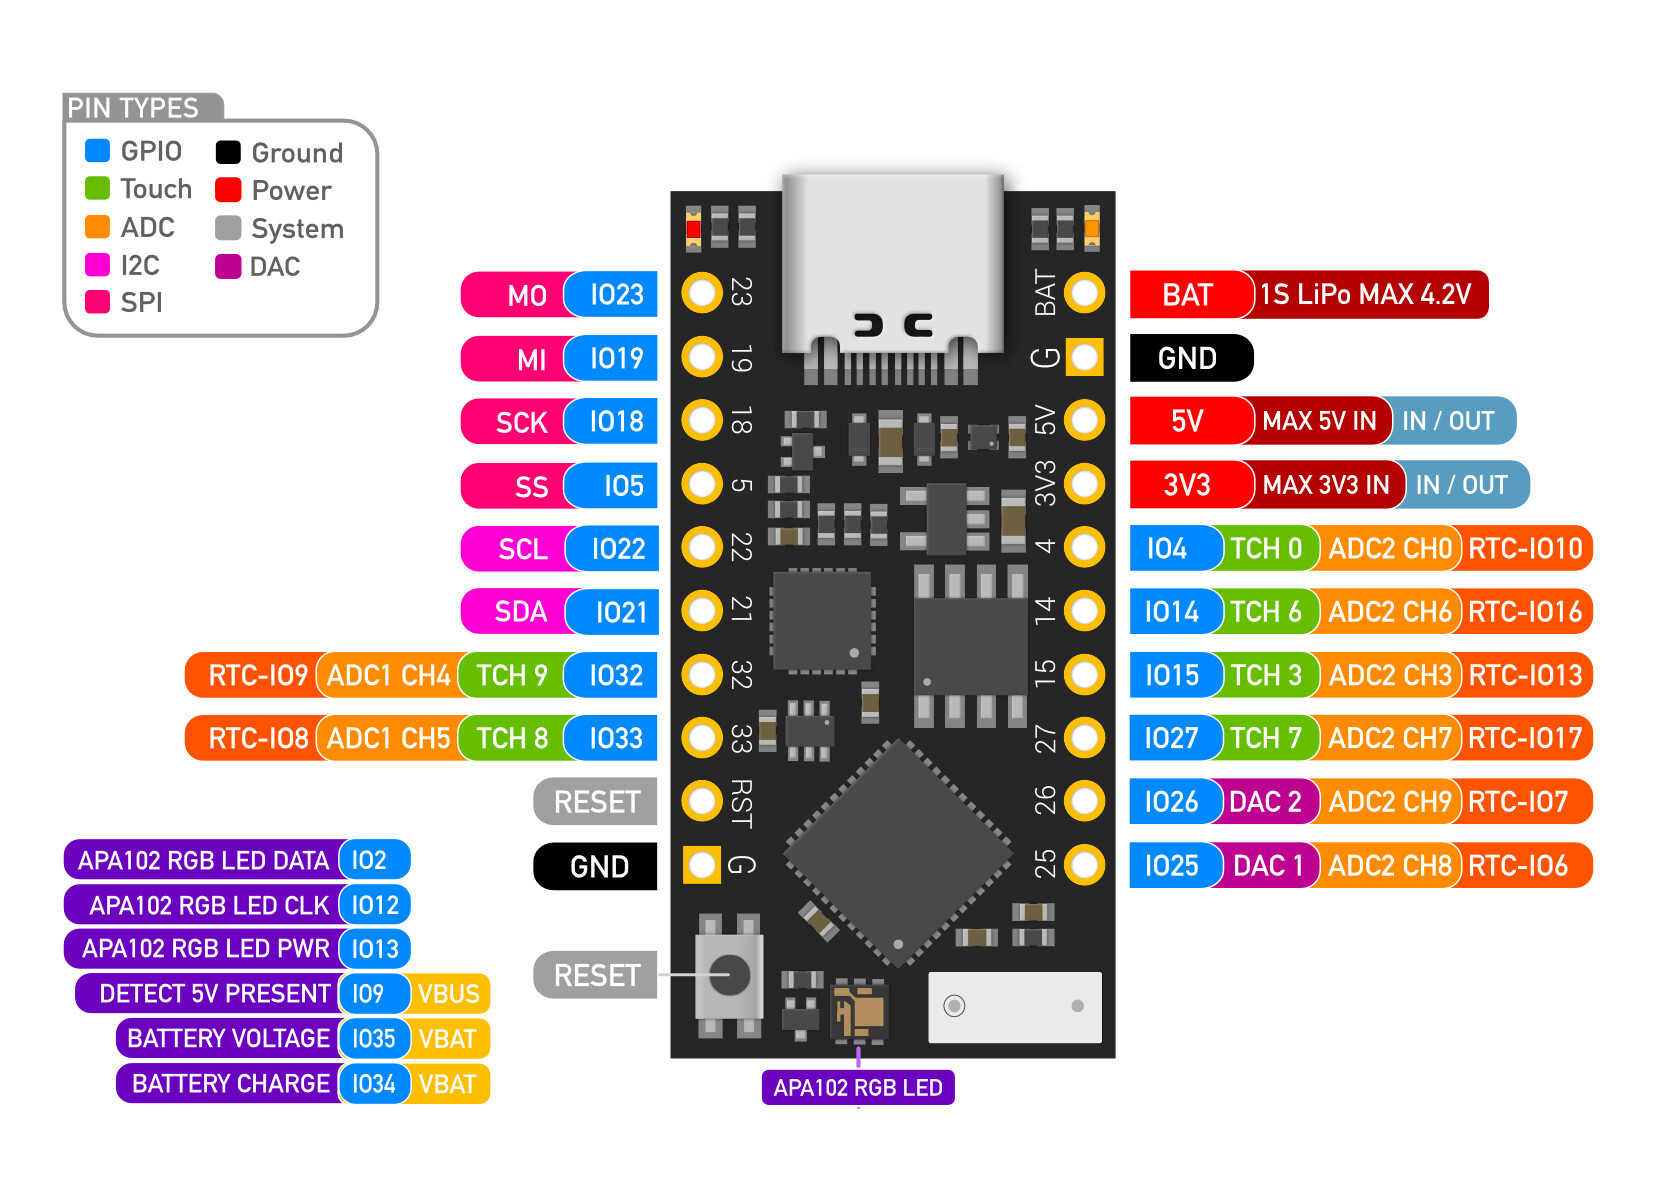 PIN TYPES
GPIO Ground
Touch Power
ADC System
I2C DAC
SPI
MO IO23 23
MI IO19 19
SCK IO18 18
SS IO5 5
SCL IO22 22
SDA IO21 21
RTC-IO9 ADC1 CH4 TCH 9 IO32 32
RTC-IO8 ADC1 CH5 TCH 8 IO33 33
RESET RST
GND G
RESET
APA102 RGB LED DATA IO2
APA102 RGB LED CLK IO12
APA102 RGB LED PWR IO13
DETECT 5V PRESENT IO9 VBUS
BATTERY VOLTAGE IO35 VBAT
BATTERY CHARGE IO34 VBAT
BAT BAT 1S LiPo MAX 4.2V
G GND
5V 5V MAX 5V IN IN / OUT
3V3 3V3 MAX 3V3 IN IN / OUT
4 IO4 TCH 0 ADC2 CH0 RTC-IO10
14 IO14 TCH 6 ADC2 CH6 RTC-IO16
15 IO15 TCH 3 ADC2 CH3 RTC-IO13
27 IO27 TCH 7 ADC2 CH7 RTC-IO17
26 IO26 DAC 2 ADC2 CH9 RTC-IO7
25 IO25 DAC 1 ADC2 CH8 RTC-IO6
APA102 RGB LED